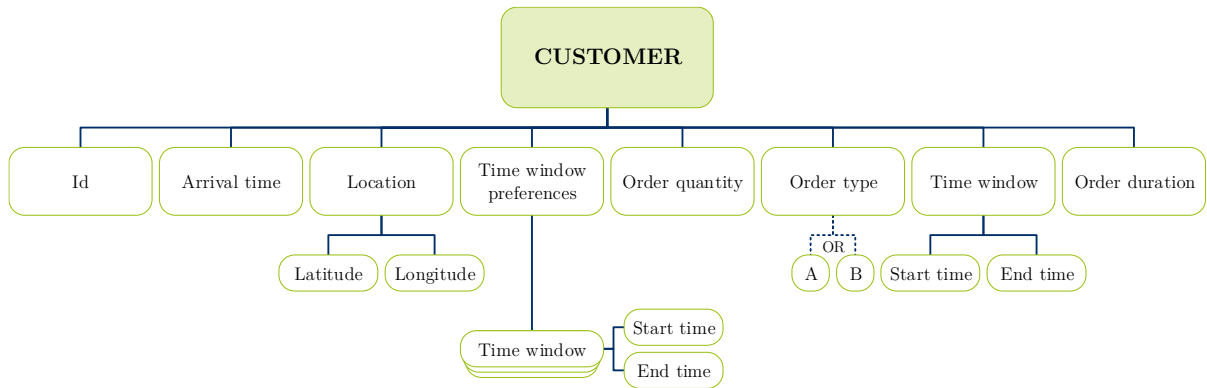 CUSTOMER
Id
Arrival time
Location
Time window
preferences
Order quantity
Order type
Time window
Order duration
Latitude
Longitude
OR
A
B
Start time
End time
Time window
Start time
End time